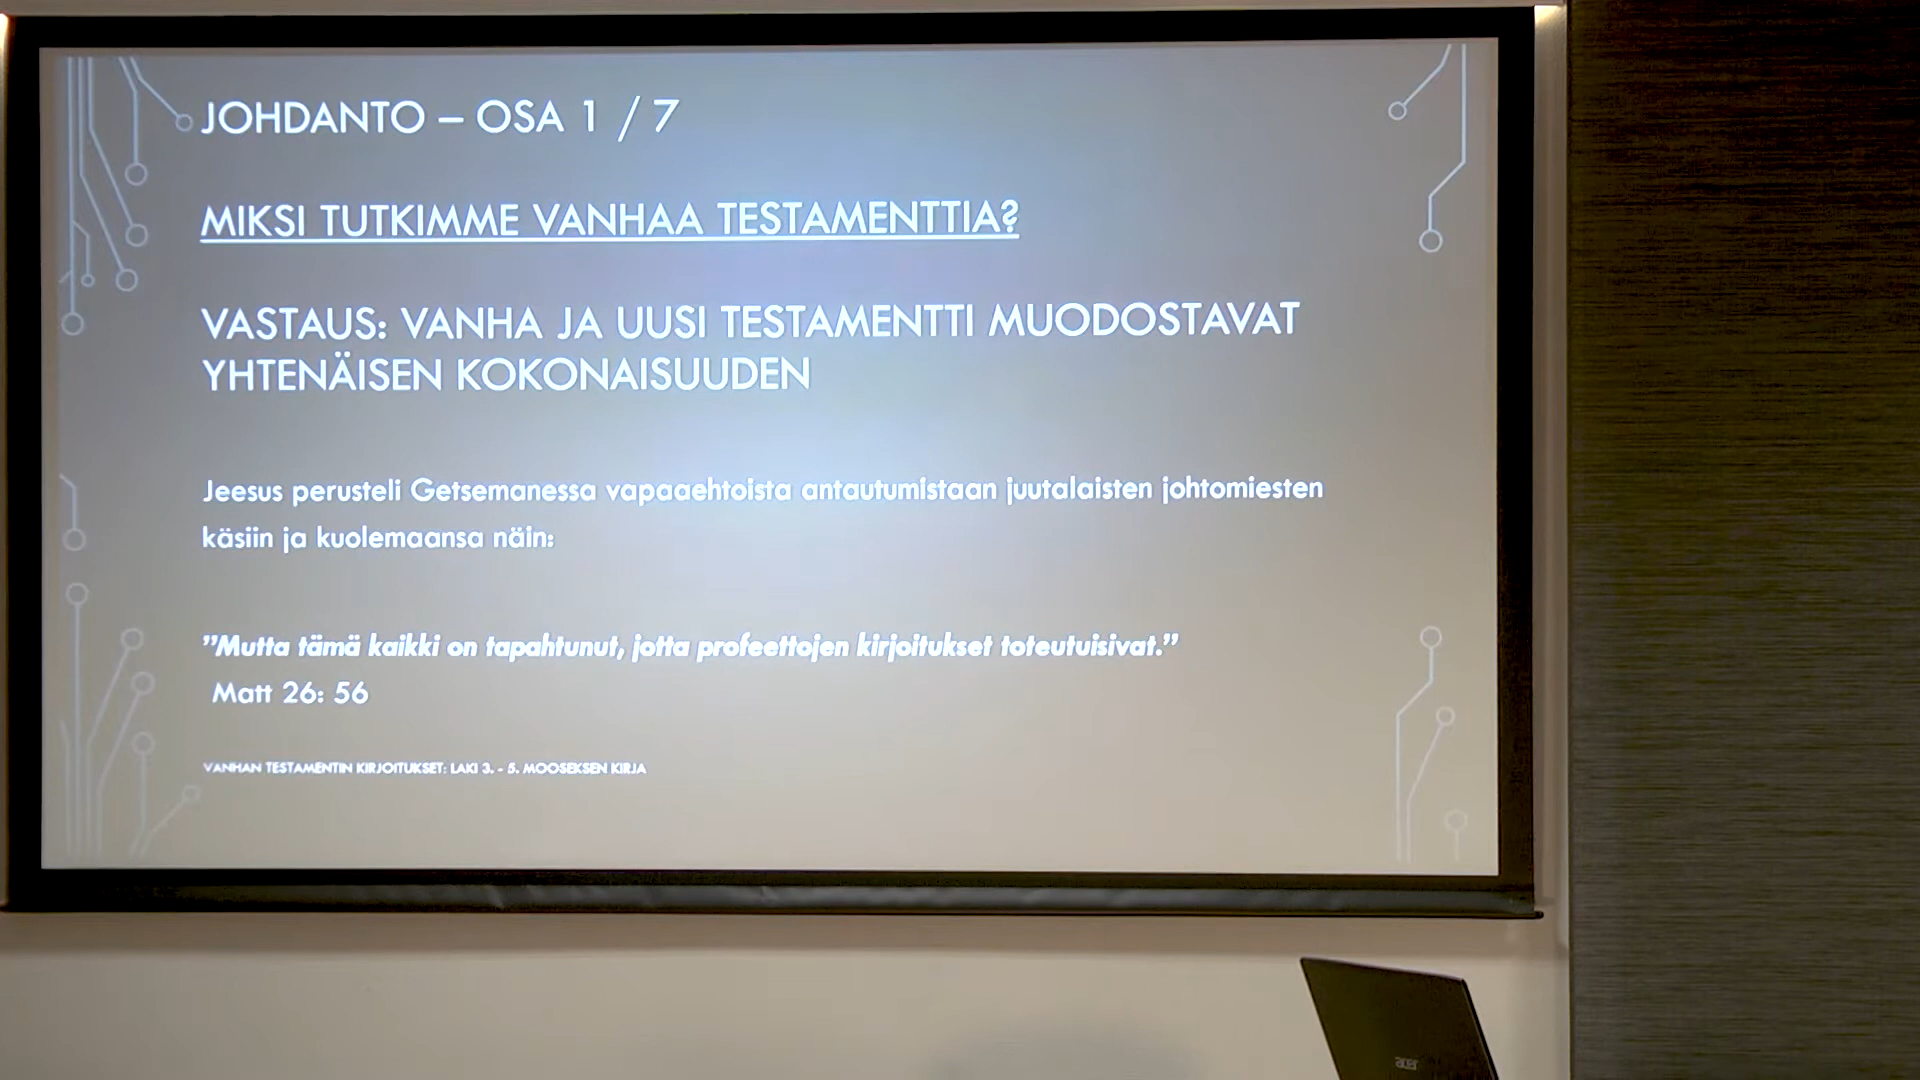 JOHDANTO – OSA 1 / 7
MIKSI TUTKIMME VANHAA TESTAMENTTIA?
VASTAUS: VANHA JA UUSI TESTAMENTTI MUODOSTAVAT
YHTENÄISEN KOKONAISUUDEN
Jeesus perusteli Getsemanessa vapaaehtoista antautumistaan juutalaisten johtomiesten
käsiin ja kuolemaansa näin:
”Mutta tämä kaikki on tapahtunut, jotta profeettojen kirjoitukset toteutuisivat.”
Matt 26: 56
VANHAN TESTAMENTIN KIRJOITUKSET: LAKI 3. - 5. MOOSEKSEN KIRJA
acer